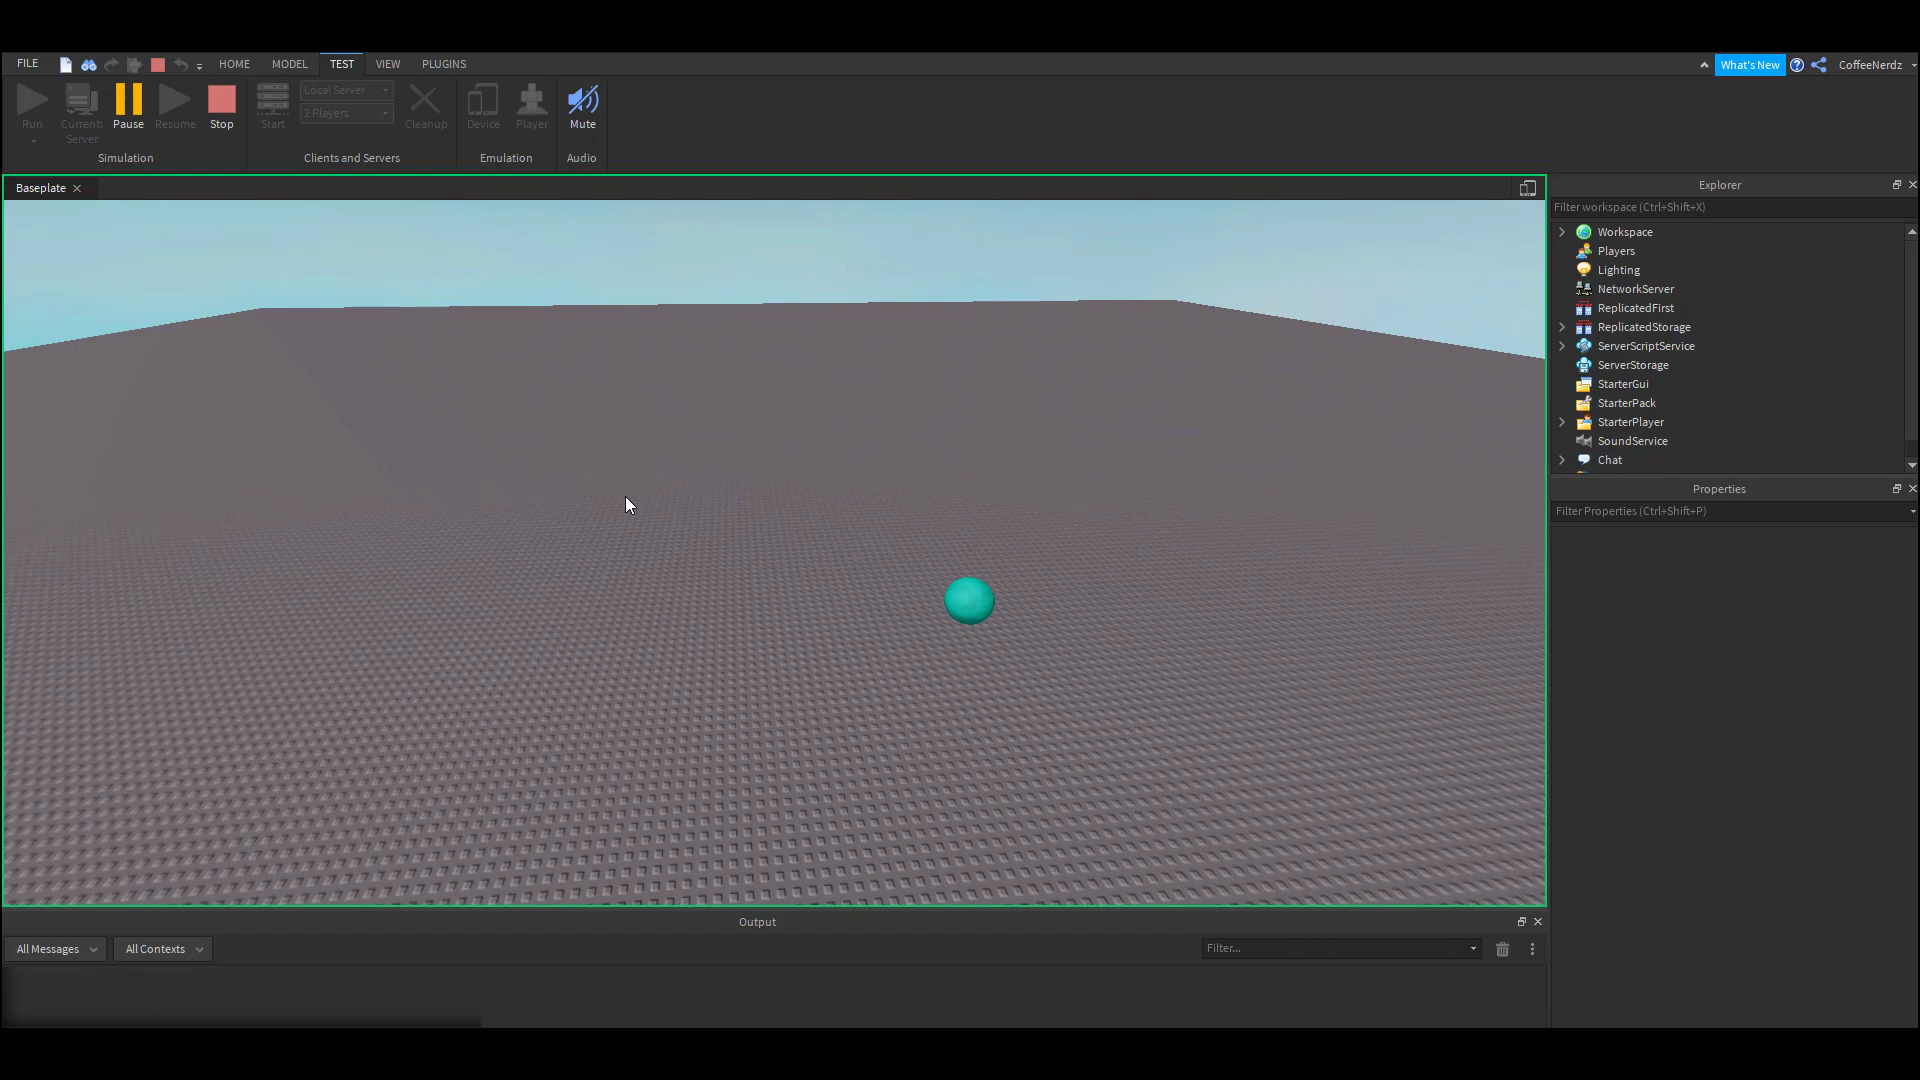 FILE
HOME
MODEL
TEST
VIEW
PLUGINS
What's New
CoffeeNerdz
Run
Current:
Server
Pause
Resume
Stop
Start
Local Server
2 Players
Cleanup
Device
Player
Mute
Simulation
Clients and Servers
Emulation
Audio
Baseplate
Explorer
Filter workspace (Ctrl+Shift+X)
Workspace
Players
Lighting
NetworkServer
ReplicatedFirst
ReplicatedStorage
ServerScriptService
ServerStorage
StarterGui
StarterPack
StarterPlayer
SoundService
Chat
Properties
Filter Properties (Ctrl+Shift+P)
Output
All Messages
All Contexts
Filter...